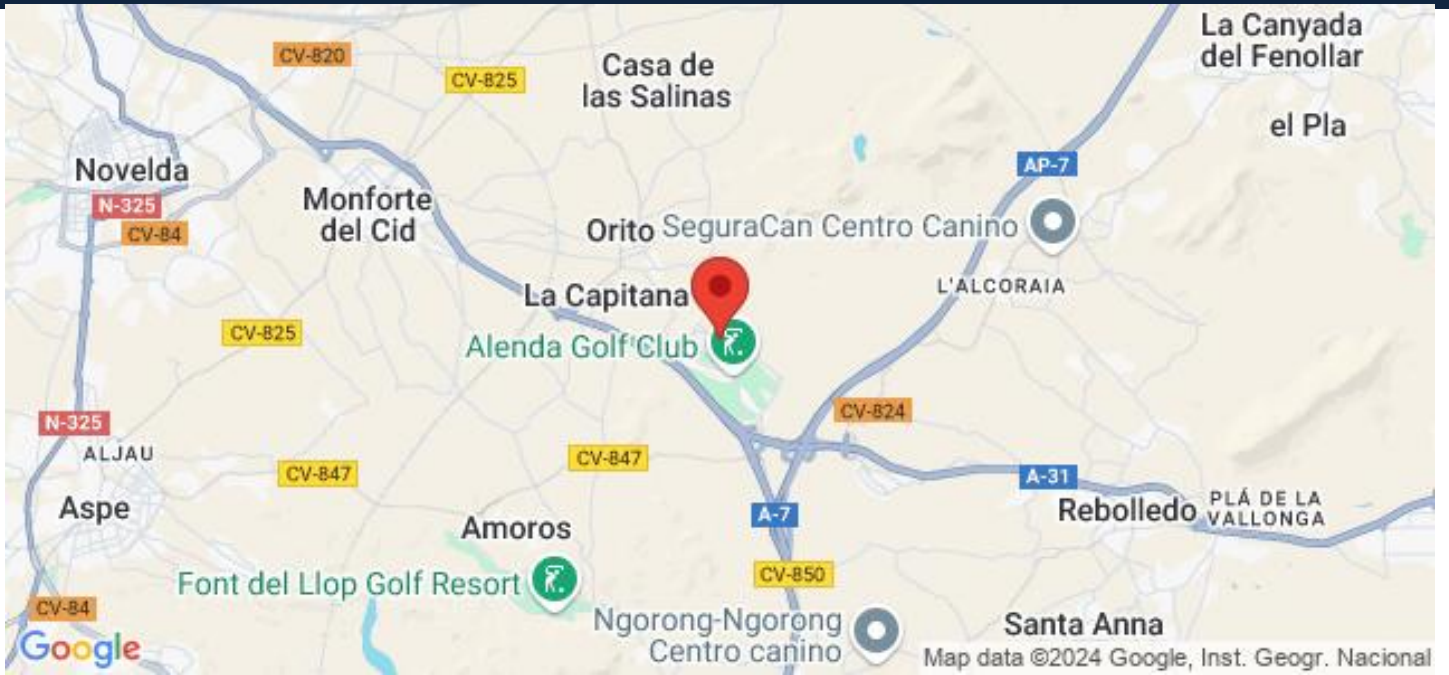 La Canyada
del Fenollar
CV-820
CV-825
Casa de
las Salinas
el Pla
Novelda
AP-7
N-325
Monforte
del Cid
CV-84
Orito
SeguraCan Centro Canino
La Capitana
L'ALCORAIA
CV-825
Alenda Golf Club
N-325
CV-824
ALJAU
CV-847
CV-847
A-31
Aspe
Rebolledo
PLÁ DE LA
VALLONGA
Amoros
A-7
Font del Llop Golf Resort
CV-850
CV-84
Ngorong-Ngorong
Centro canino
Santa Anna
Google
Map data ©2024 Google, Inst. Geogr. Nacional